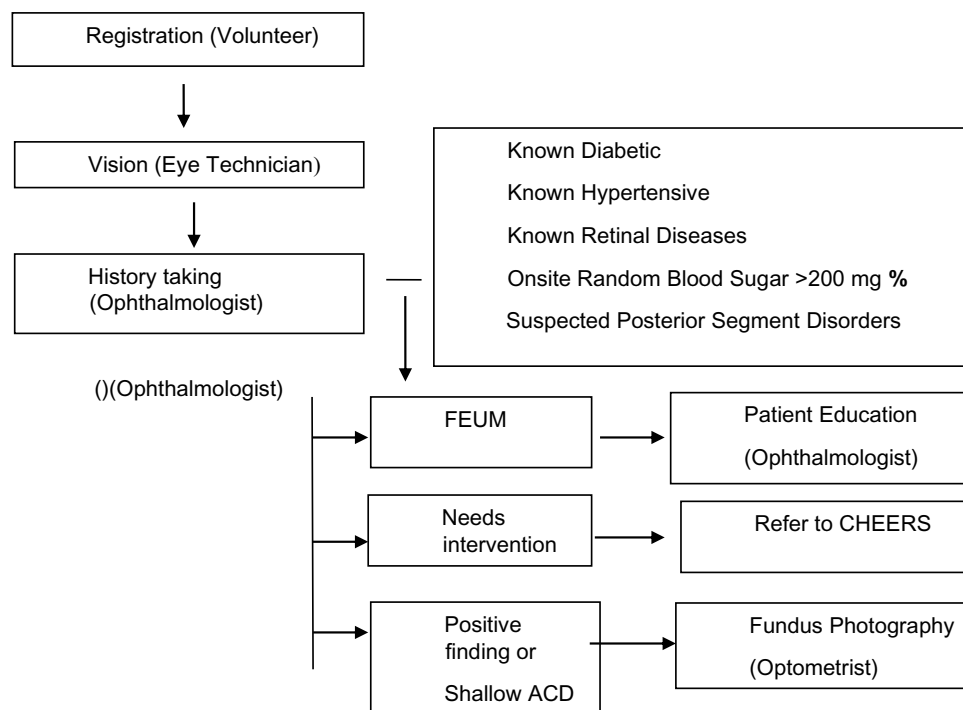 Registration (Volunteer)
Vision (Eye Technician)
History taking
(Ophthalmologist)
Known Diabetic
Known Hypertensive
Known Retinal Diseases
Onsite Random Blood Sugar >200 mg %
Suspected Posterior Segment Disorders
()(Ophthalmologist)
FEUM
Patient Education
(Ophthalmologist)
Needs
intervention
Refer to CHEERS
Positive
finding or
Shallow ACD
Fundus Photography
(Optometrist)